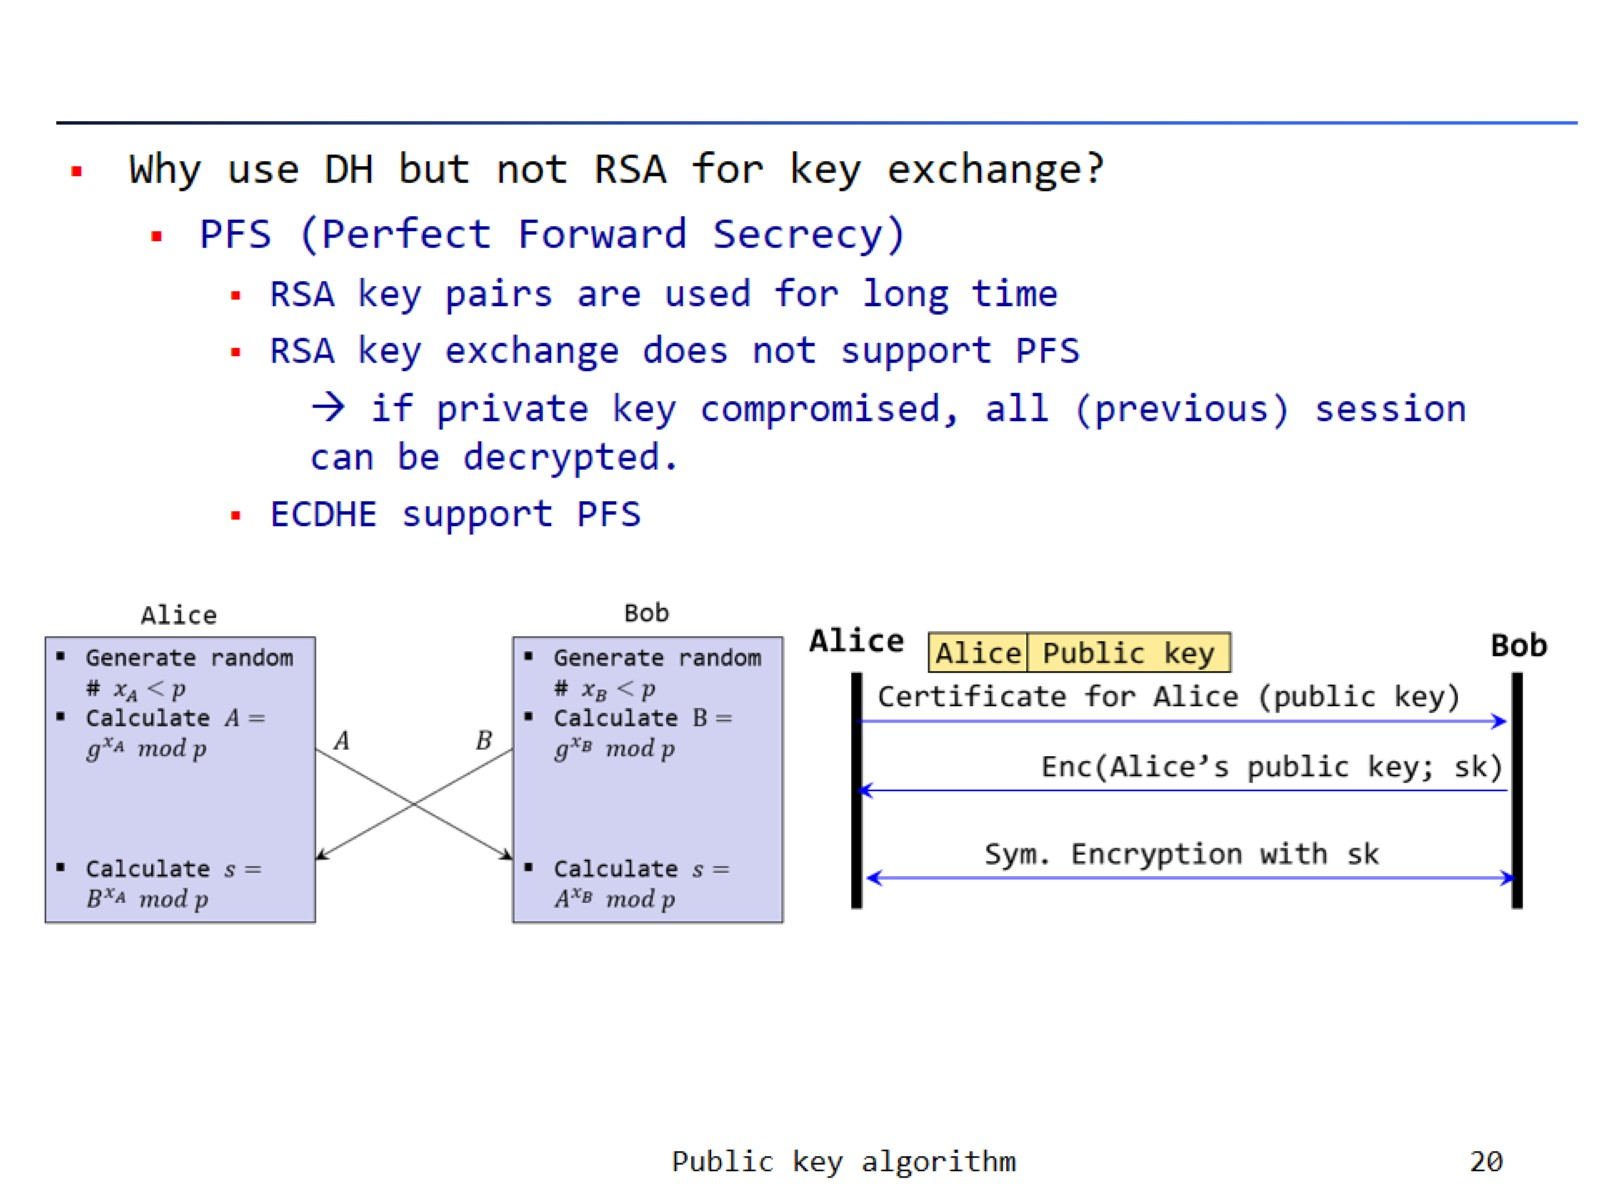 Why use DH but not RSA for key exchange?
PFS (Perfect Forward Secrecy)
RSA key pairs are used for long time
RSA key exchange does not support PFS
→ if private key compromised, all (previous) session
can be decrypted.
ECDHE support PFS
Alice
▪ Generate random
# x_A < p
▪ Calculate A =
g^{x_A} mod p
▪ Calculate s =
B^{x_A} mod p
A
B
Bob
▪ Generate random
# x_B < p
▪ Calculate B =
g^{x_B} mod p
▪ Calculate s =
A^{x_B} mod p
Alice
Alice Public key
Bob
Certificate for Alice (public key)
Enc(Alice’s public key; sk)
Sym. Encryption with sk
Public key algorithm
20